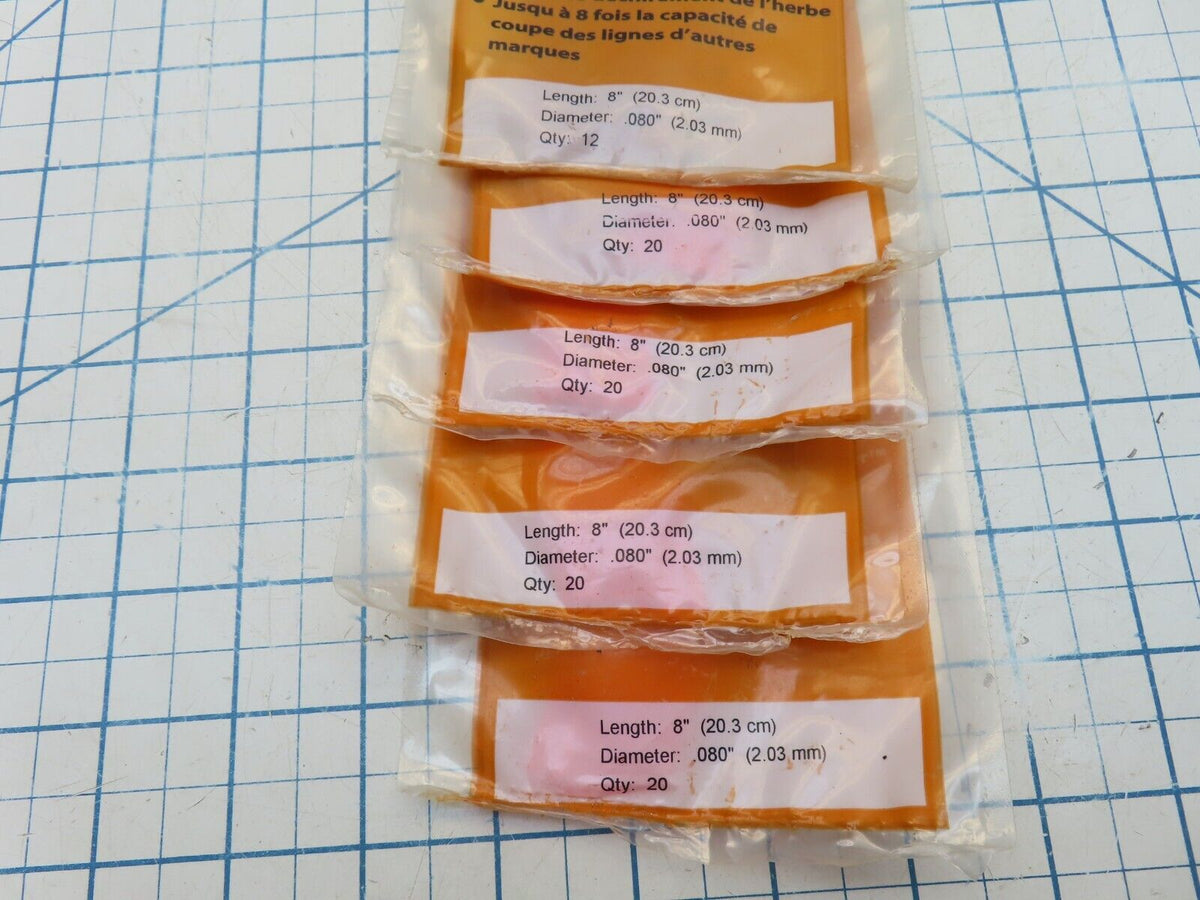 de l'herbe
Jusqu'à 8 fois la capacité de
coupe des lignes d'autres
marques
Length: 8" (20.3 cm)
Diameter: .080" (2.03 mm)
Qty: 12
Length: 8" (20.3 cm)
Diameter: .080" (2.03 mm)
Qty: 20
Length: 8" (20.3 cm)
Diameter: .080" (2.03 mm)
Qty: 20
Length: 8" (20.3 cm)
Diameter: .080" (2.03 mm)
Qty: 20
Length: 8" (20.3 cm)
Diameter: .080" (2.03 mm)
Qty: 20